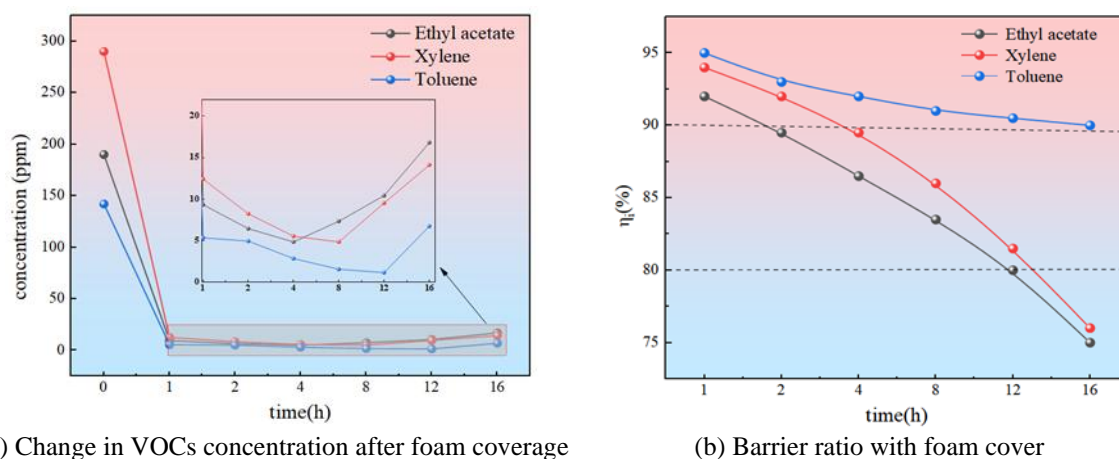 Ethyl acetate
Xylene
Toluene
300
250
200
150
100
50
0
concentration (ppm)
20
15
10
5
0
1 2 4 8 12 16
0 1 2 4 8 12 16
time(h)
) Change in VOCs concentration after foam coverage
Ethyl acetate
Xylene
Toluene
95
90
85
80
75
ηi(%)
1 2 4 8 12 16
time(h)
(b) Barrier ratio with foam cover